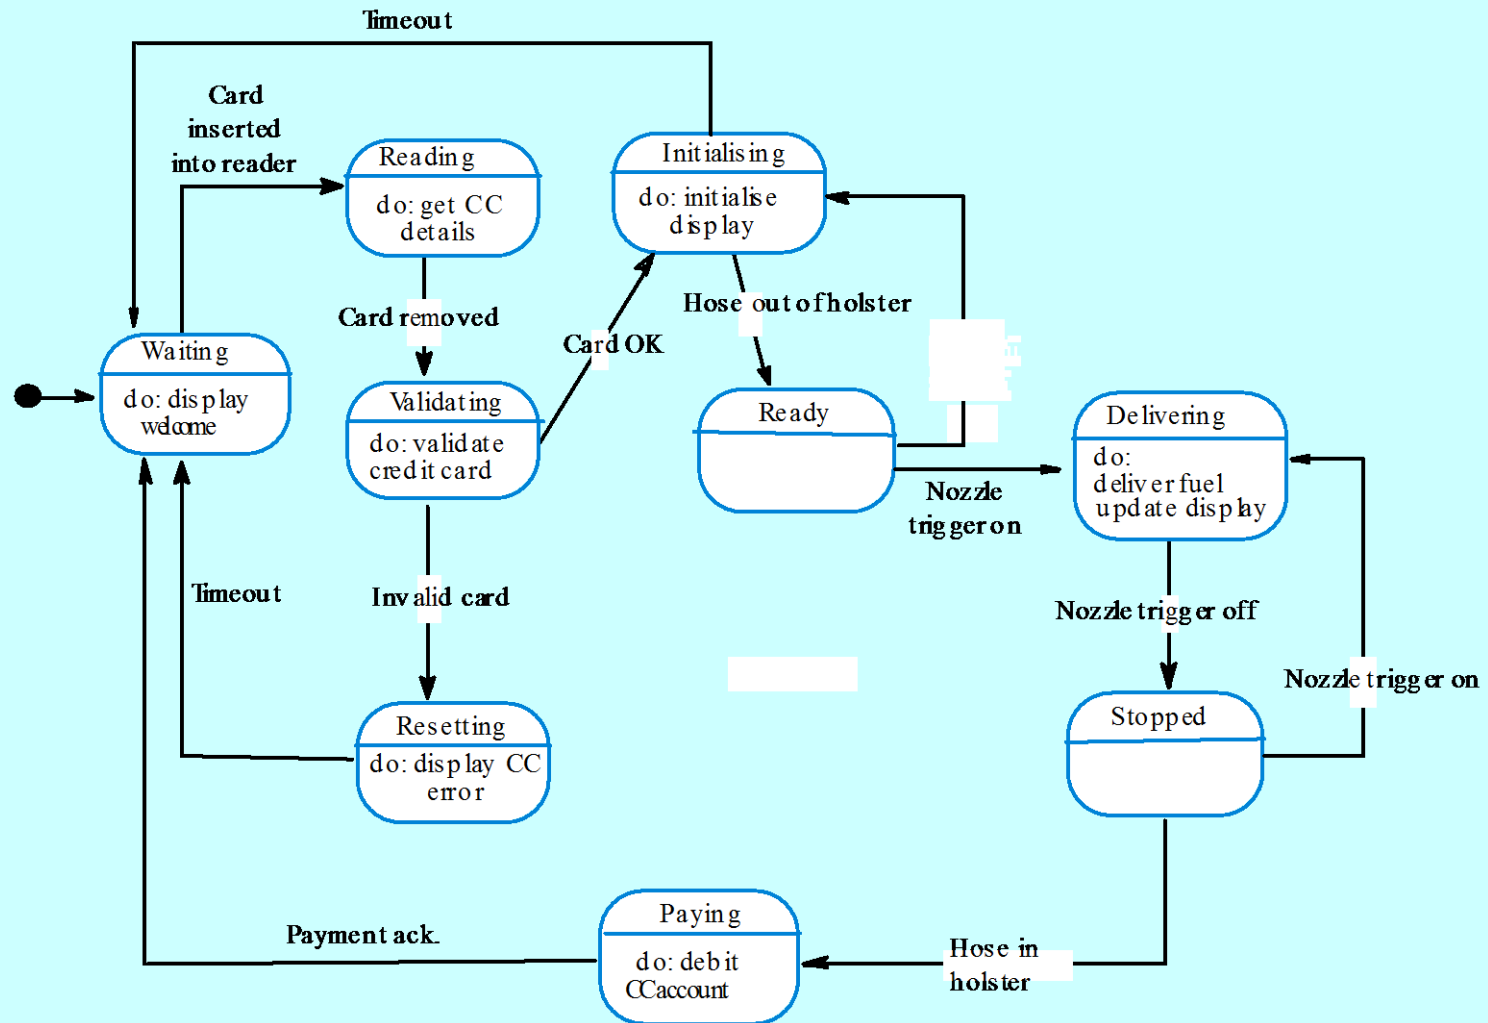 Timeout
Card
inserted
into reader
Reading
do: get CC
details
Initialising
do: initialise
display
Card removed
Hose out of holster
Card OK
Waiting
do: display
welcome
Validating
do: validate
credit card
Ready
Delivering
do:
deliver fuel
update display
Nozzle
trigger on
Timeout
Invalid card
Nozzle trigger off
Nozzle trigger on
Resetting
do: display CC
error
Stopped
Paying
do: debit
CC account
Payment ack.
Hose in
holster